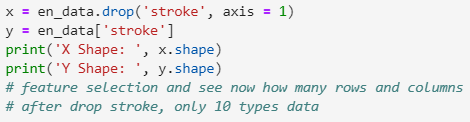 x = en_data.drop('stroke', axis = 1)
y = en_data['stroke']
print('X Shape: ', x.shape)
print('Y Shape: ', y.shape)
# feature selection and see now how many rows and columns
# after drop stroke, only 10 types data